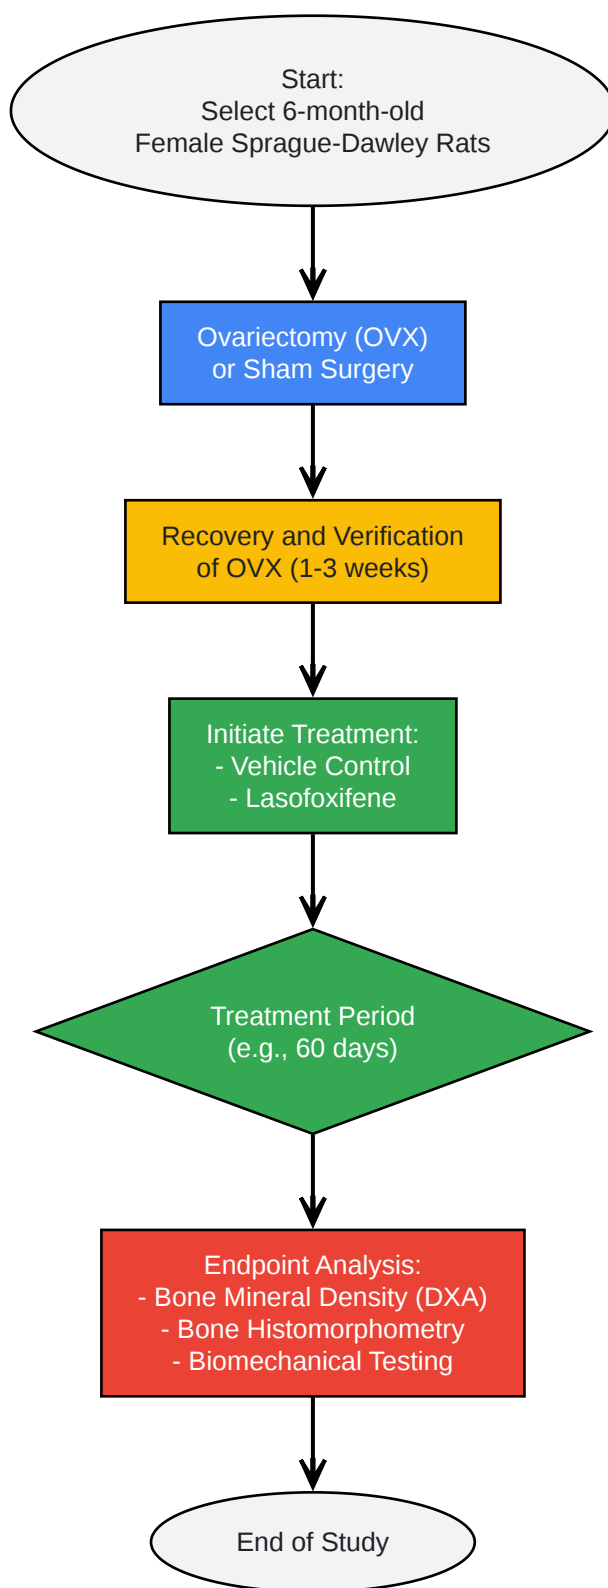 Start:
Select 6-month-old
Female Sprague-Dawley Rats
Ovariectomy (OVX)
or Sham Surgery
Recovery and Verification
of OVX (1-3 weeks)
Initiate Treatment:
- Vehicle Control
- Lasofoxifene
Treatment Period
(e.g., 60 days)
Endpoint Analysis:
- Bone Mineral Density (DXA)
- Bone Histomorphometry
- Biomechanical Testing
End of Study